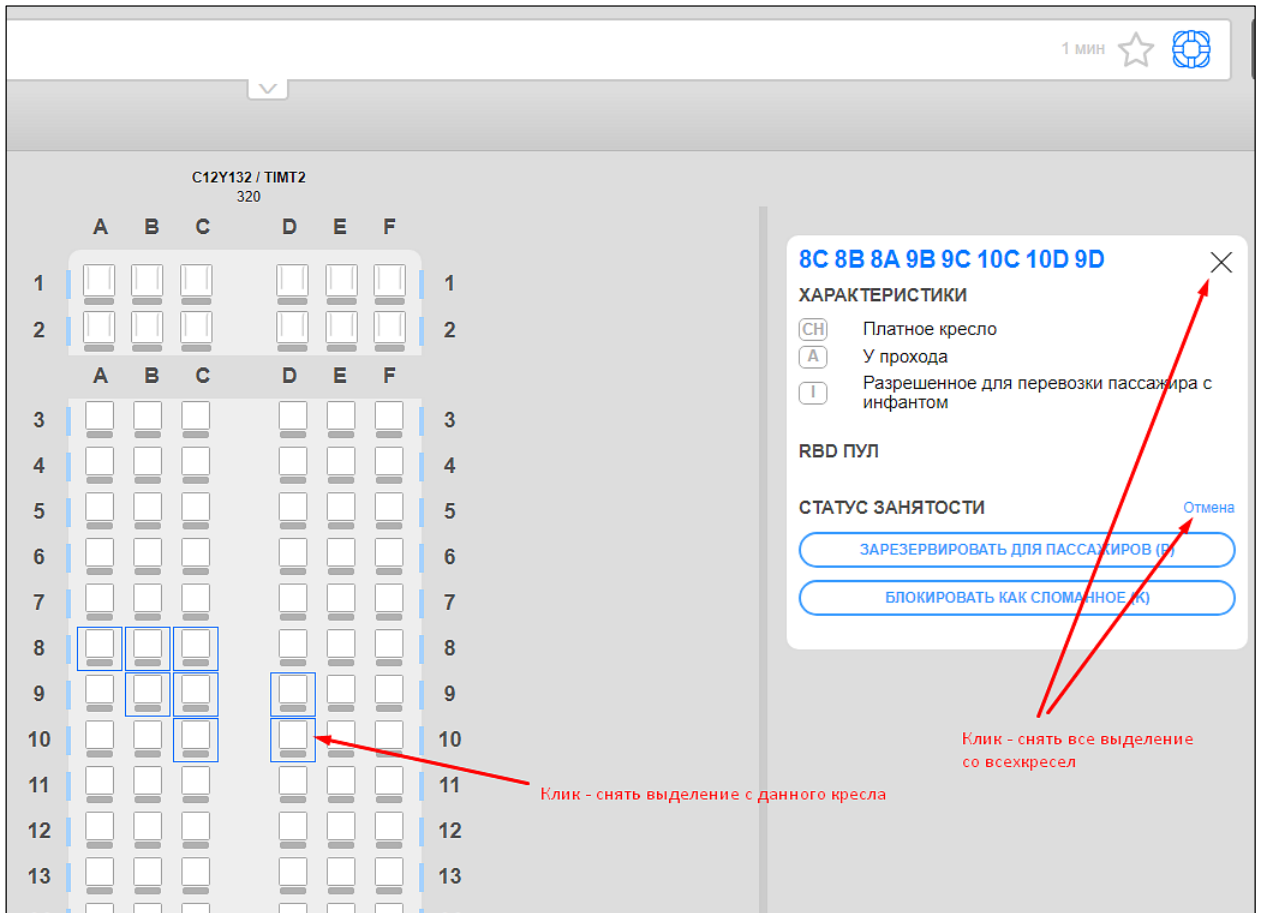 1 мин
C12Y132 / TIMT2
320
A B C D E F
1 1
2 2
A B C D E F
3 3
4 4
5 5
6 6
7 7
8 8
9 9
10 10
11 11
12 12
13 13
8C 8B 8A 9B 9C 10C 10D 9D
ХАРАКТЕРИСТИКИ
CH Платное кресло
A У прохода
I Разрешенное для перевозки пассажира с
инфантом
RBD ПУЛ
СТАТУС ЗАНЯТОСТИ Отмена
ЗАРЕЗЕРВИРОВАТЬ ДЛЯ ПАССАЖИРОВ (P)
БЛОКИРОВАТЬ КАК СЛОМАННОЕ (K)
Клик - снять все выделение
со всехкресел
Клик - снять выделение с данного кресла